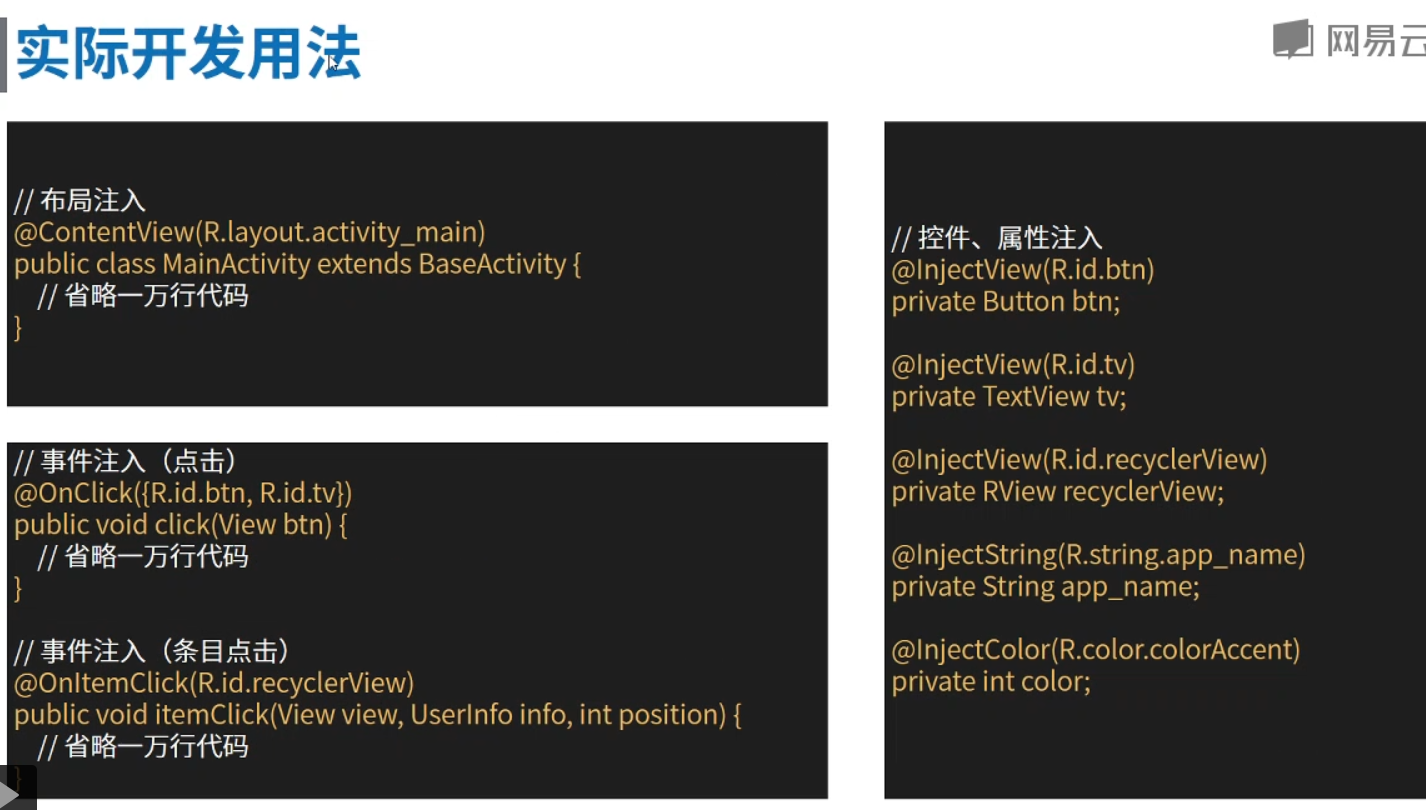 实际开发用法
网易云
// 布局注入
@ContentView(R.layout.activity_main)
public class MainActivity extends BaseActivity {
// 省略一万行代码
}
// 事件注入（点击）
@OnClick({R.id.btn, R.id.tv})
public void click(View btn) {
// 省略一万行代码
}
// 事件注入（条目点击）
@OnItemClick(R.id.recyclerView)
public void itemClick(View view, UserInfo info, int position) {
// 省略一万行代码
}
// 控件、属性注入
@InjectView(R.id.btn)
private Button btn;
@InjectView(R.id.tv)
private TextView tv;
@InjectView(R.id.recyclerView)
private RView recyclerView;
@InjectString(R.string.app_name)
private String app_name;
@InjectColor(R.color.colorAccent)
private int color;